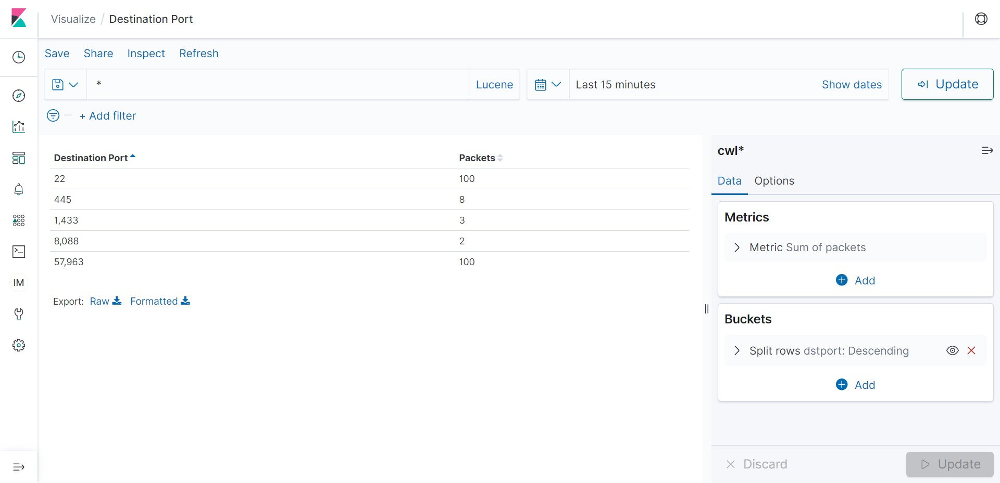 Visualize / Destination Port
Save Share Inspect Refresh
* Lucene Last 15 minutes Show dates Update
+ Add filter
Destination Port Packets
22 100
445 8
1,433 3
8,088 2
57,963 100
Export: Raw Formatted
IM
cwl*
Data Options
Metrics
Metric Sum of packets
Add
Buckets
Split rows dstport: Descending
Add
Discard Update